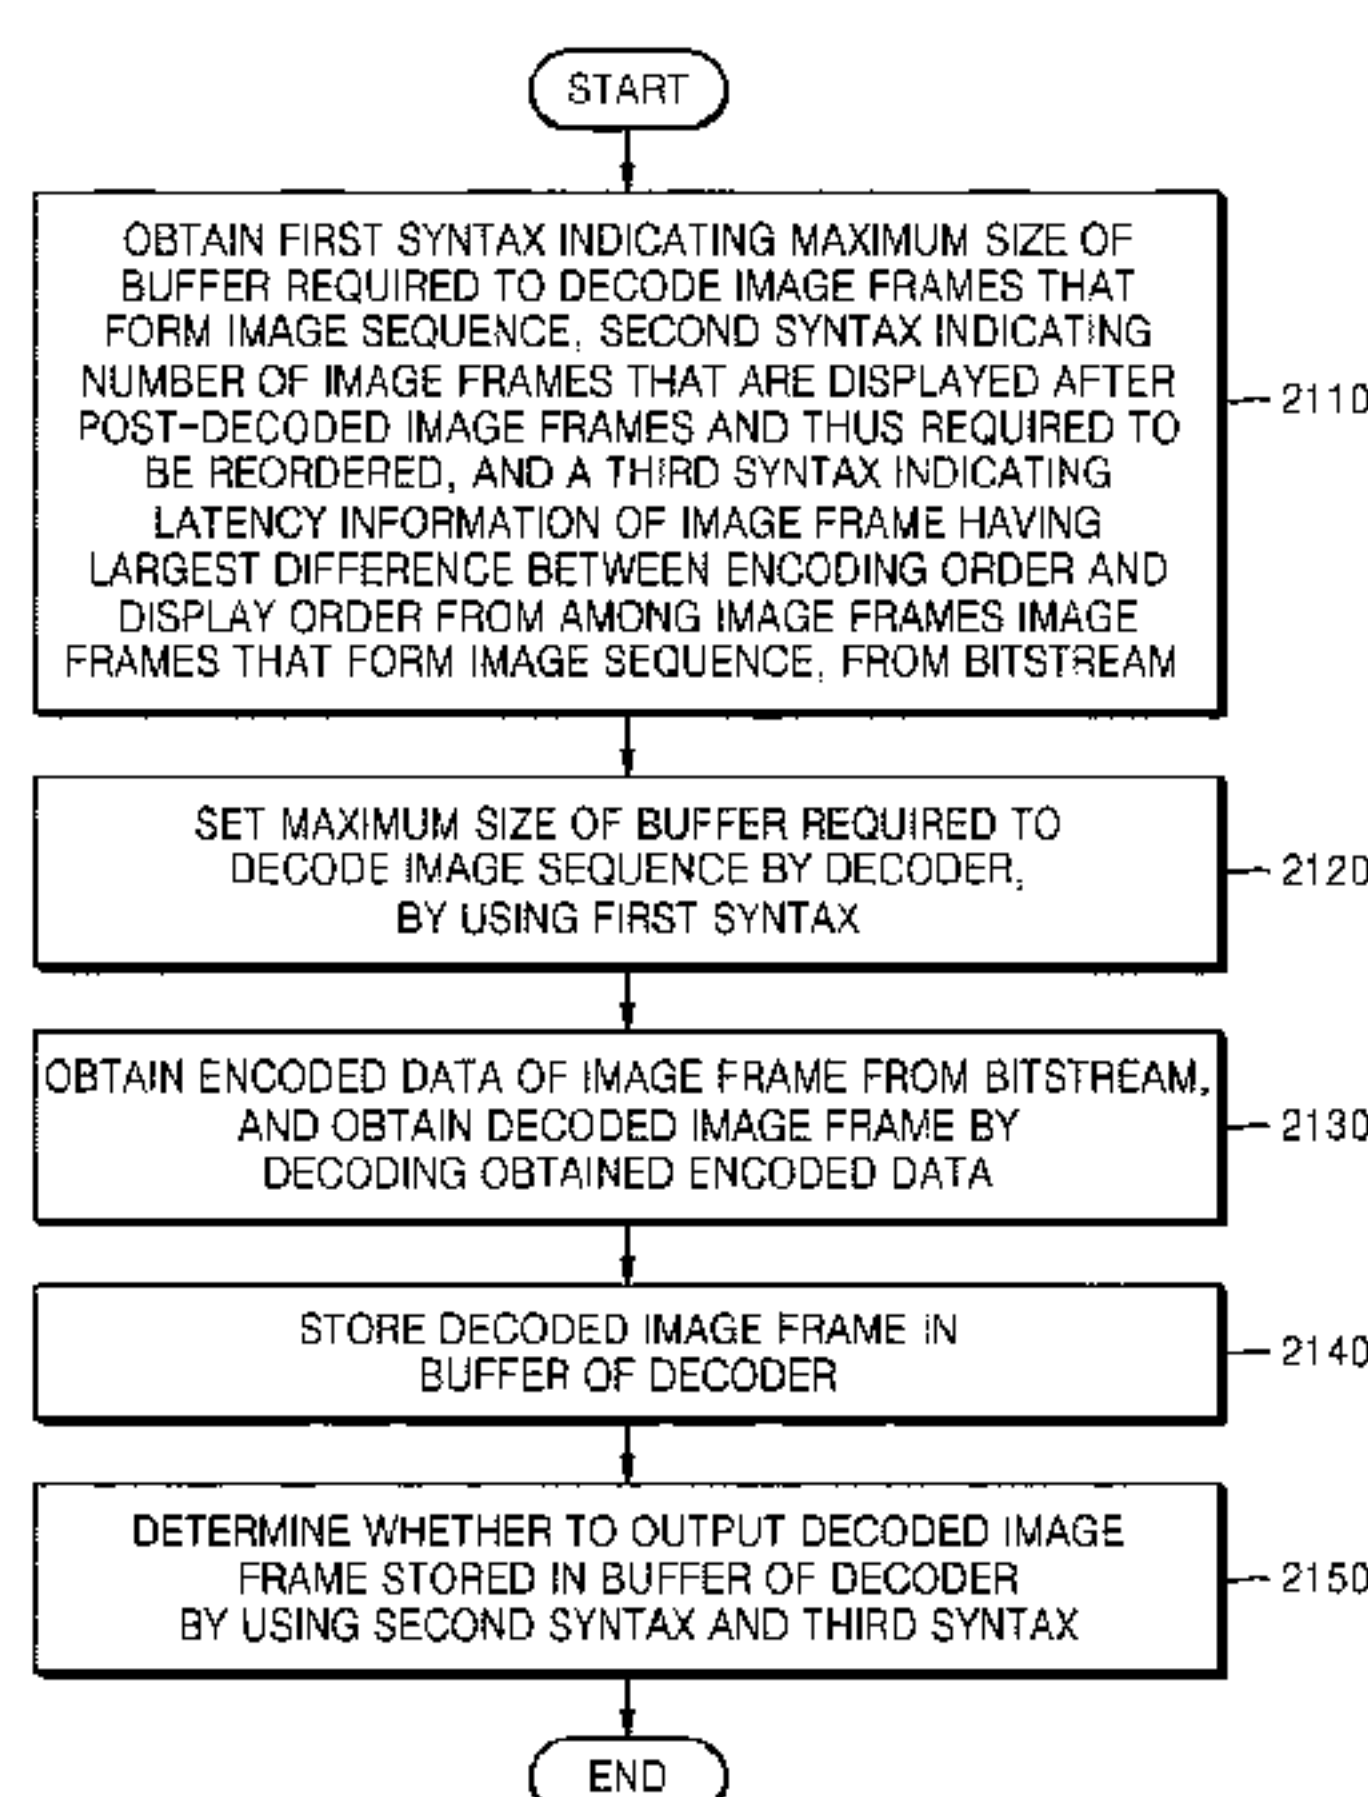 START
OBTAIN FIRST SYNTAX INDICATING MAXIMUM SIZE OF
BUFFER REQUIRED TO DECODE IMAGE FRAMES THAT
FORM IMAGE SEQUENCE, SECOND SYNTAX INDICATING
NUMBER OF IMAGE FRAMES THAT ARE DISPLAYED AFTER
POST-DECODED IMAGE FRAMES AND THUS REQUIRED TO
BE REORDERED, AND A THIRD SYNTAX INDICATING
LATENCY INFORMATION OF IMAGE FRAME HAVING
LARGEST DIFFERENCE BETWEEN ENCODING ORDER AND
DISPLAY ORDER FROM AMONG IMAGE FRAMES IMAGE
FRAMES THAT FORM IMAGE SEQUENCE, FROM BITSTREAM
2110
SET MAXIMUM SIZE OF BUFFER REQUIRED TO
DECODE IMAGE SEQUENCE BY DECODER,
BY USING FIRST SYNTAX
2120
OBTAIN ENCODED DATA OF IMAGE FRAME FROM BITSTREAM,
AND OBTAIN DECODED IMAGE FRAME BY
DECODING OBTAINED ENCODED DATA
2130
STORE DECODED IMAGE FRAME IN
BUFFER OF DECODER
2140
DETERMINE WHETHER TO OUTPUT DECODED IMAGE
FRAME STORED IN BUFFER OF DECODER
BY USING SECOND SYNTAX AND THIRD SYNTAX
2150
END